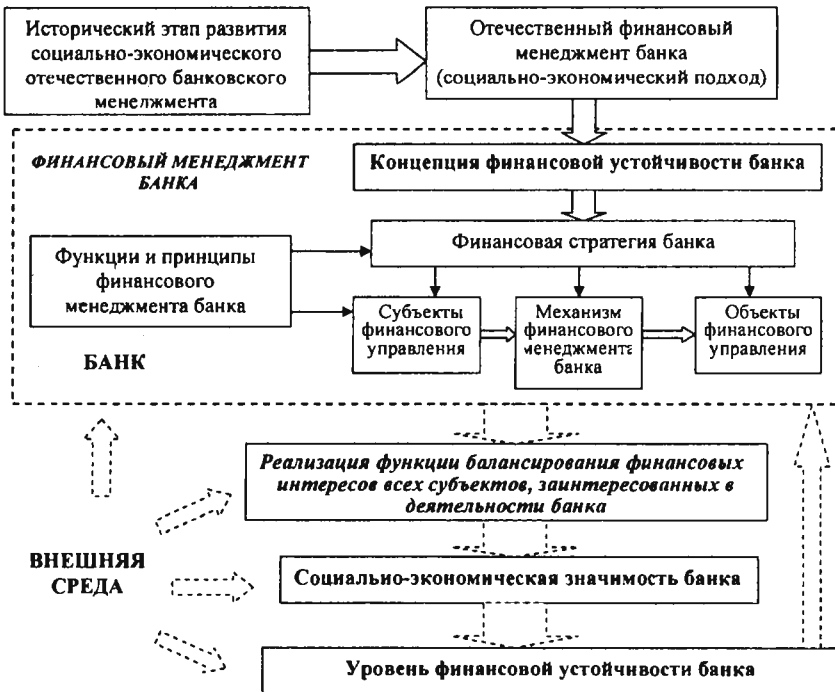 Исторический этап развития
социально-экономического
отечественного банковского
менелжмента
Отечественный финансовый
менеджмент банка
(социально-экономический подход)
ФИНАНСОВЫЙ МЕНЕДЖМЕНТ
БАНКА
Концепция финансовой устойчивости банка
Финансовая стратегия банка
Функции и принципы
финансового
менеджмента банка
Субъекты
финансового
управления
Механизм
финансового
менеджмента
банка
Объекты
финансового
управления
БАНК
Реализация функции балансирования финансовых
интересов всех субъектов, заинтересованных в
деятельности банка
ВНЕШНЯЯ
СРЕДА
Социально-экономическая значимость банка
Уровень финансовой устойчивости банка